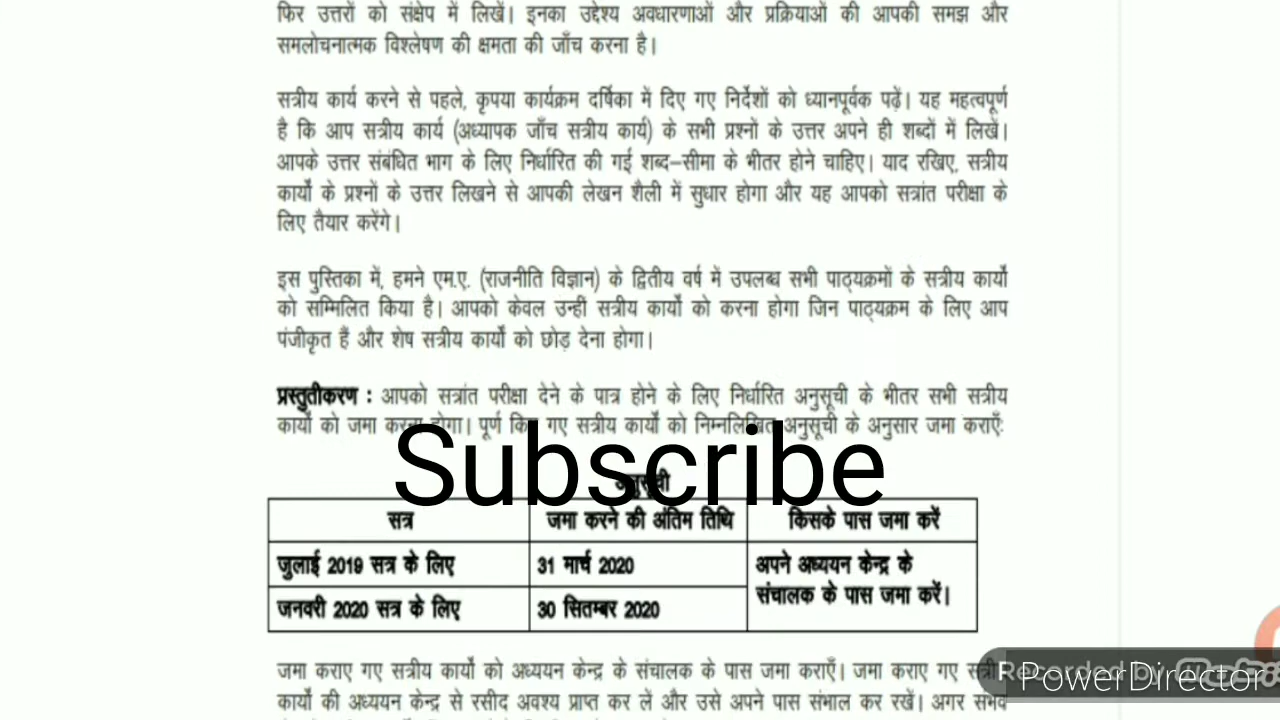 फिर उत्तरों को संक्षेप में लिखें। इनका उद्देश्य अवधारणाओं और प्रक्रियाओं की आपकी समझ और
समलोचनात्मक विश्लेषण की क्षमता की जाँच करना है।
सत्रीय कार्य करने से पहले, कृपया कार्यक्रम दर्षिका में दिए गए निर्देशों को ध्यानपूर्वक पढ़ें। यह महत्वपूर्ण
है कि आप सत्रीय कार्य (अध्यापक जाँच सत्रीय कार्य) के सभी प्रश्नों के उत्तर अपने ही शब्दों में लिखें।
आपके उत्तर संबंधित भाग के लिए निर्धारित की गई शब्द–सीमा के भीतर होने चाहिए। याद रखिए, सत्रीय
कार्यों के प्रश्नों के उत्तर लिखने से आपकी लेखन शैली में सुधार होगा और यह आपको सत्रांत परीक्षा के
लिए तैयार करेंगे।
इस पुस्तिका में, हमने एम.ए. (राजनीति विज्ञान) के द्वितीय वर्ष में उपलब्ध सभी पाठ्यक्रमों के सत्रीय कार्यों
को सम्मिलित किया है। आपको केवल उन्हीं सत्रीय कार्यों को करना होगा जिन पाठ्यक्रम के लिए आप
पंजीकृत हैं और शेष सत्रीय कार्यों को छोड़ देना होगा।
प्रस्तुतीकरण : आपको सत्रांत परीक्षा देने के पात्र होने के लिए निर्धारित अनुसूची के भीतर सभी सत्रीय
कार्यों को जमा करना होगा। पूर्ण किए गए सत्रीय कार्यों को निम्नलिखित अनुसूची के अनुसार जमा कराएँ:
Subscribe
अनुसूची
सत्र जमा करने की अंतिम तिथि किसके पास जमा करें
जुलाई 2019 सत्र के लिए 31 मार्च 2020 अपने अध्ययन केन्द्र के
संचालक के पास जमा करें।
जनवरी 2020 सत्र के लिए 30 सितम्बर 2020
जमा कराए गए सत्रीय कार्यों को अध्ययन केन्द्र के संचालक के पास जमा कराएँ। जमा कराए गए सत्रीय
Recorded by
PowerDirector
कार्यों की अध्ययन केन्द्र से रसीद अवश्य प्राप्त कर लें और उसे अपने पास संभाल कर रखें। अगर संभव